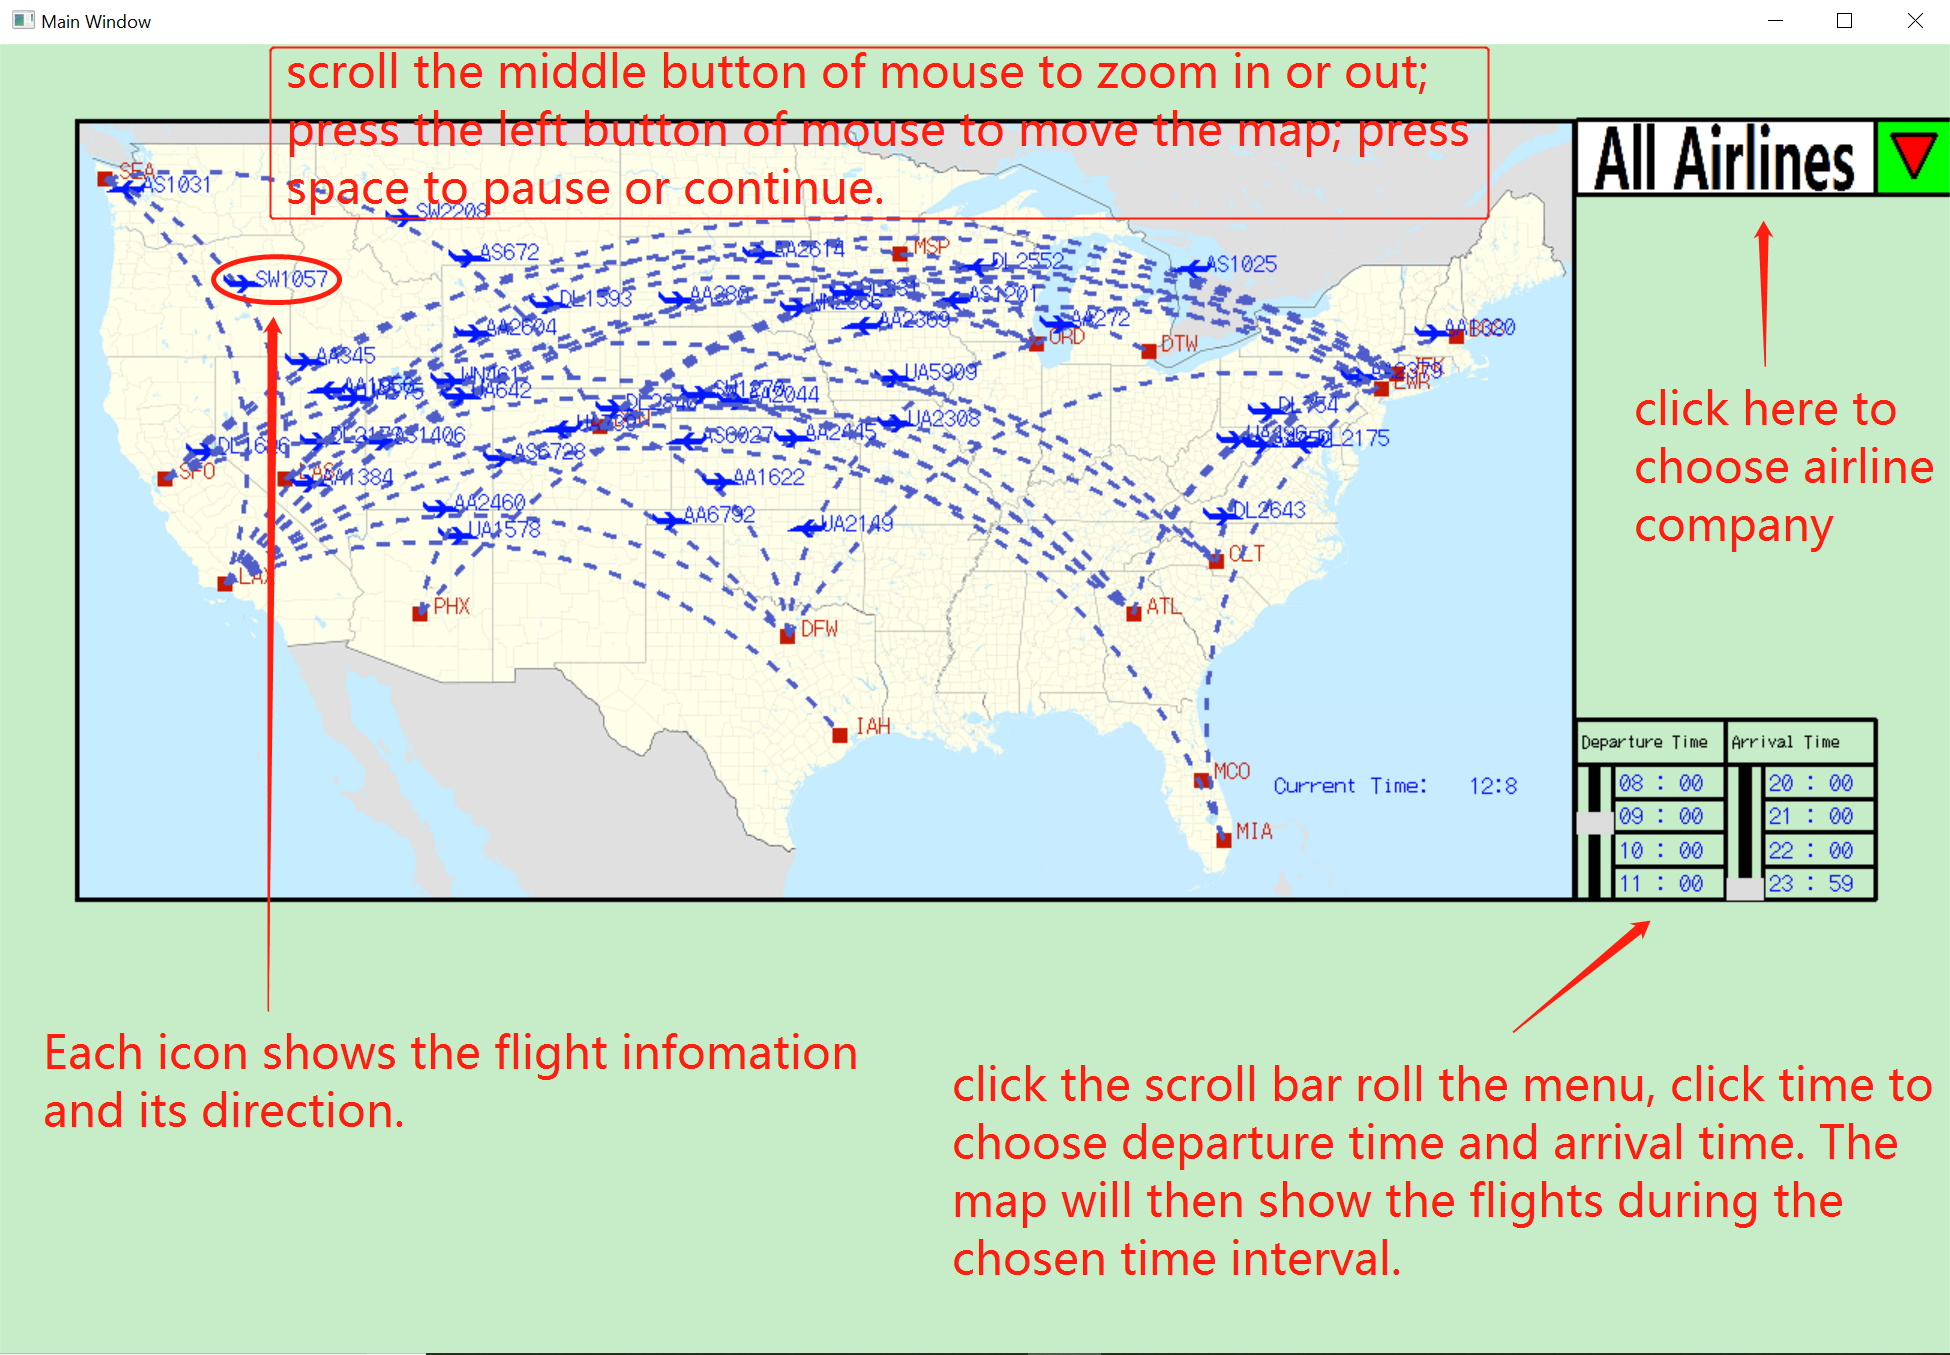 Main Window
scroll the middle button of mouse to zoom in or out;
press the left button of mouse to move the map; press
space to pause or continue.
All Airlines
SEA
AS1031
SW2208
AS672
AA2614
MSP
DL2552
AS1025
SW1057
DL1593
AA280
AS1201
AA2604
AA2369
AA272
ORD
DTW
AA345
UA5909
JFK
EWR
WN461
UA642
AA2044
DL2175
UA2308
AS6027
AA2445
SFO
AA1384
AS6728
AA1622
AA2460
AA6792
UA2149
UA1578
DL2643
CLT
LAX
PHX
DFW
ATL
IAH
MCO
MIA
Current Time: 12:8
click here to
choose airline
company
Departure Time Arrival Time
08 : 00 20 : 00
09 : 00 21 : 00
10 : 00 22 : 00
11 : 00 23 : 59
Each icon shows the flight infomation
and its direction.
click the scroll bar roll the menu, click time to
choose departure time and arrival time. The
map will then show the flights during the
chosen time interval.